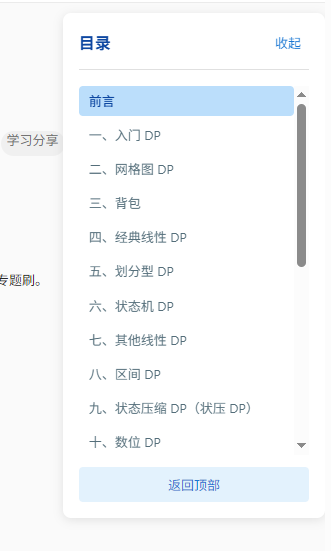 目录
收起
前言
一、入门 DP
学习分享
二、网格图 DP
三、背包
四、经典线性 DP
五、划分型 DP
专题刷。
六、状态机 DP
七、其他线性 DP
八、区间 DP
九、状态压缩 DP（状压 DP）
十、数位 DP
返回顶部